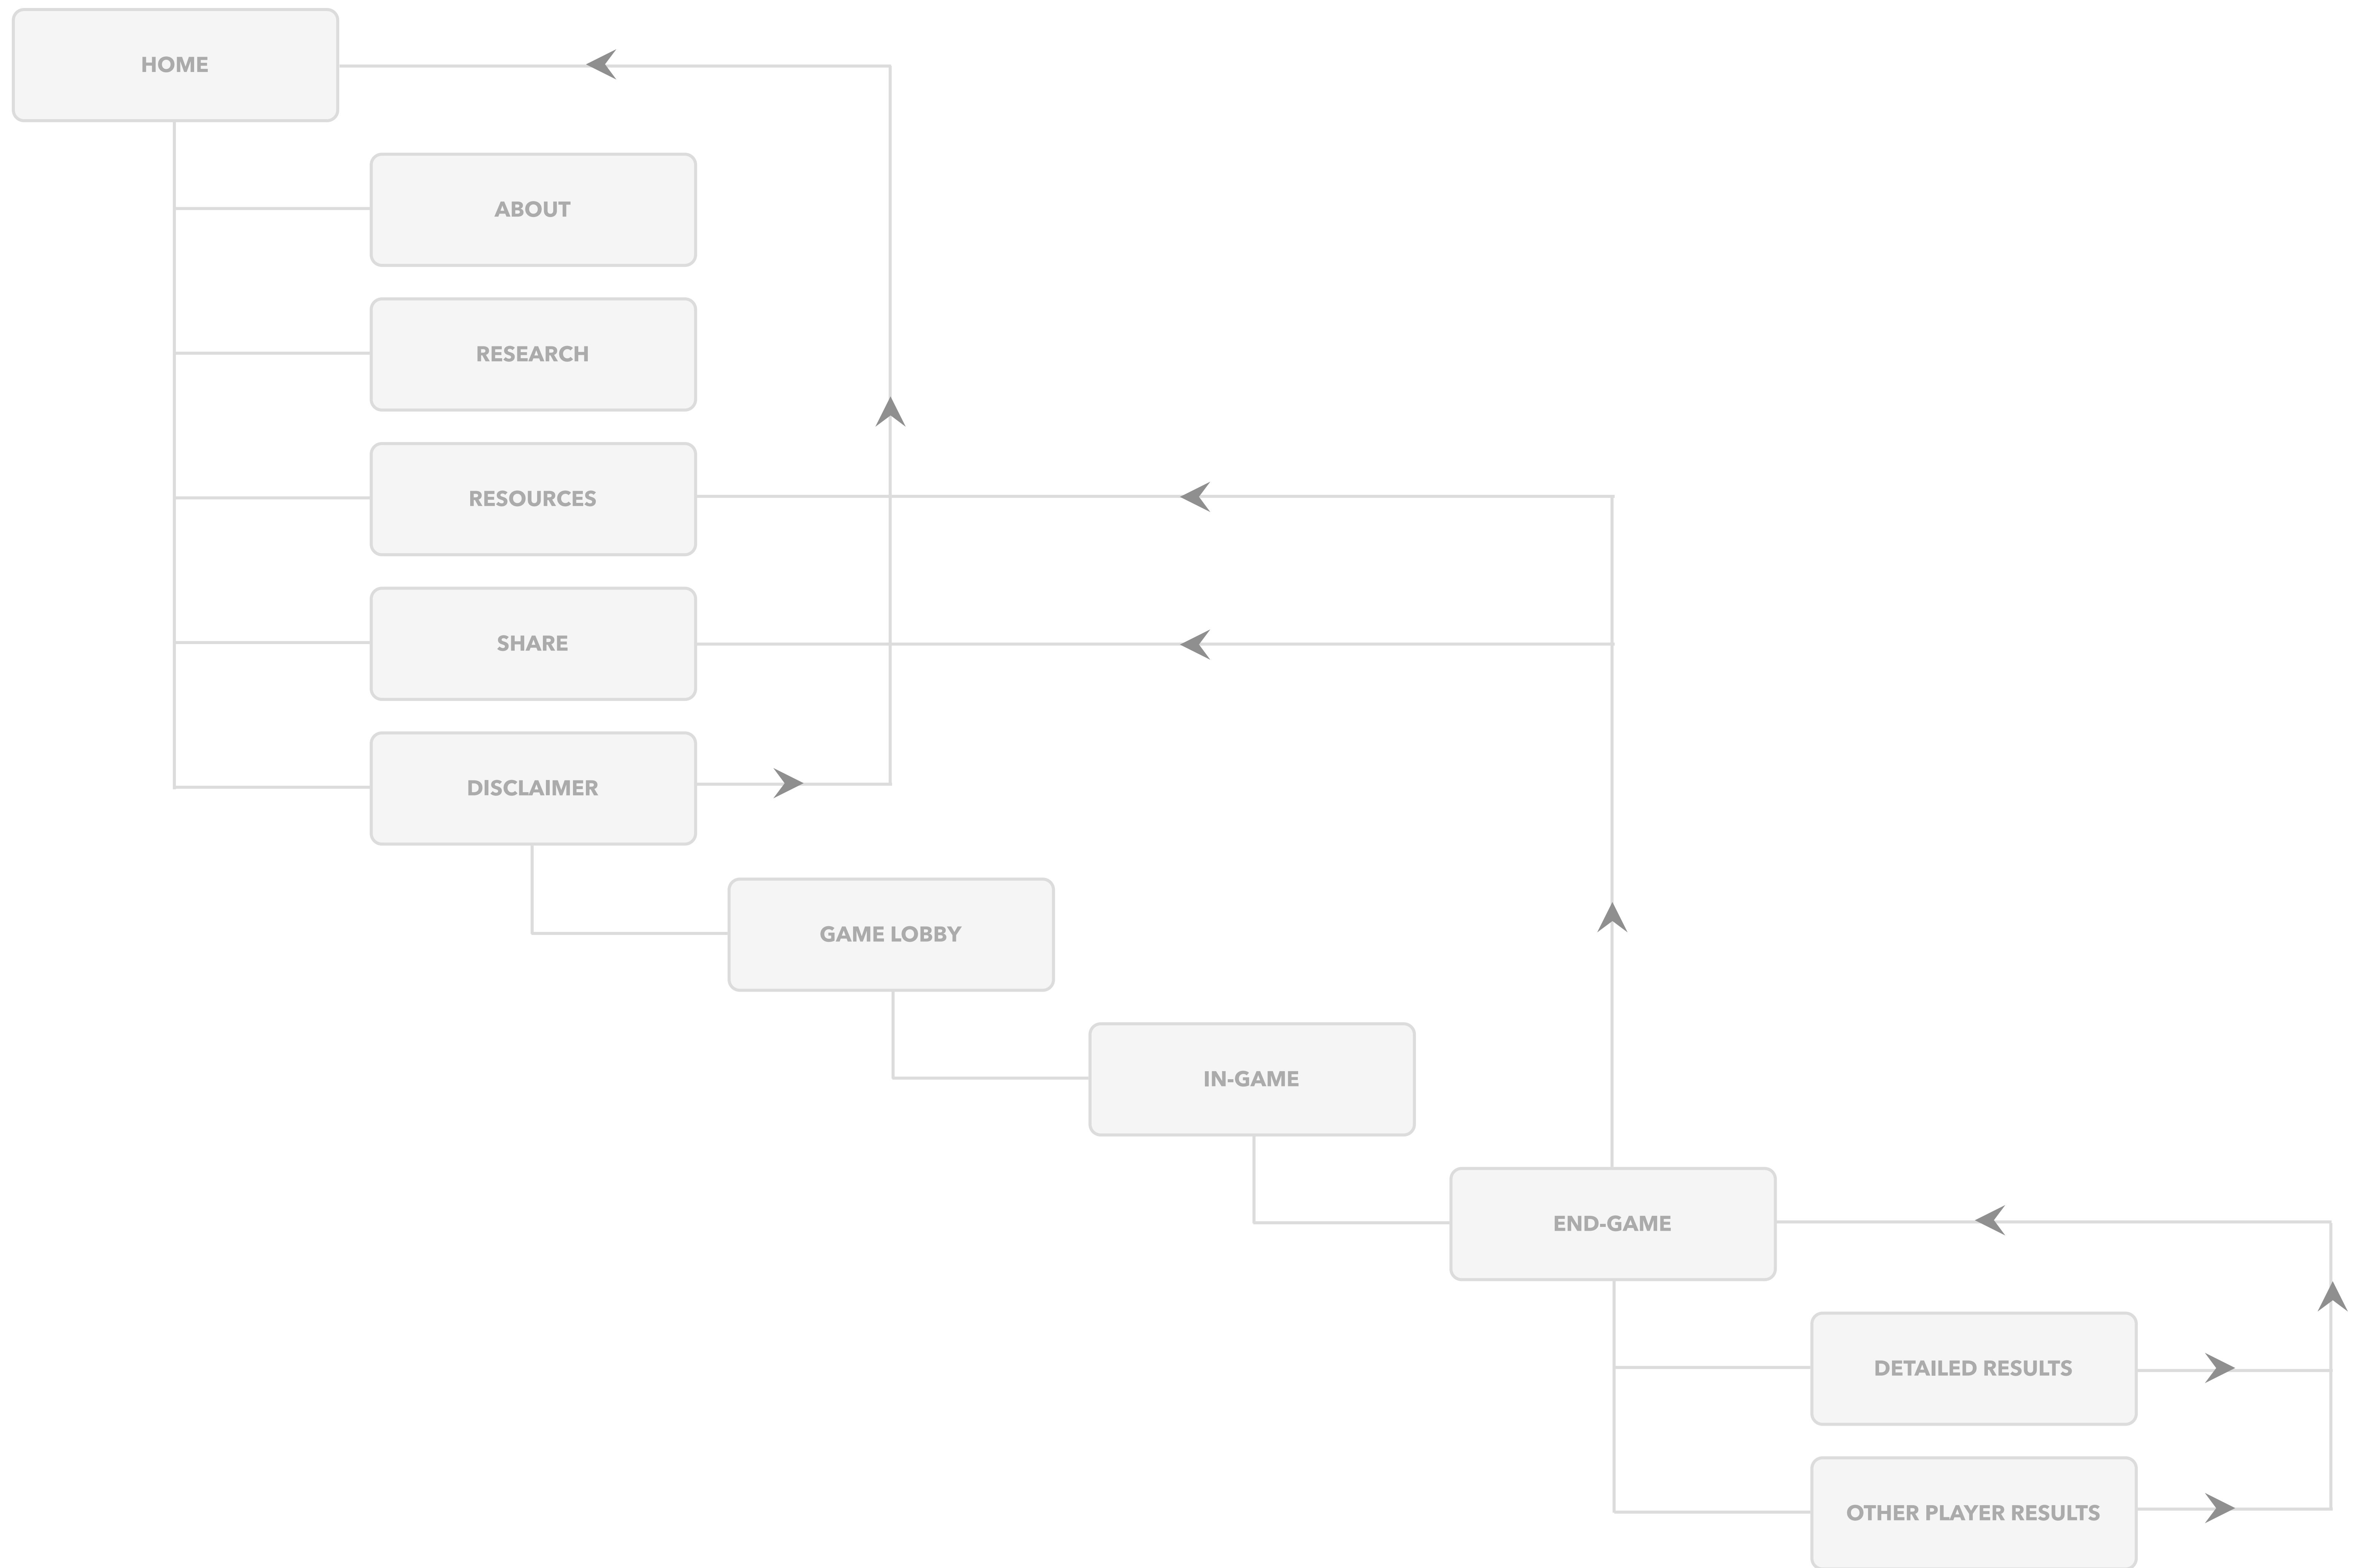 HOME
ABOUT
RESEARCH
RESOURCES
SHARE
DISCLAIMER
GAME LOBBY
IN-GAME
END-GAME
DETAILED RESULTS
OTHER PLAYER RESULTS